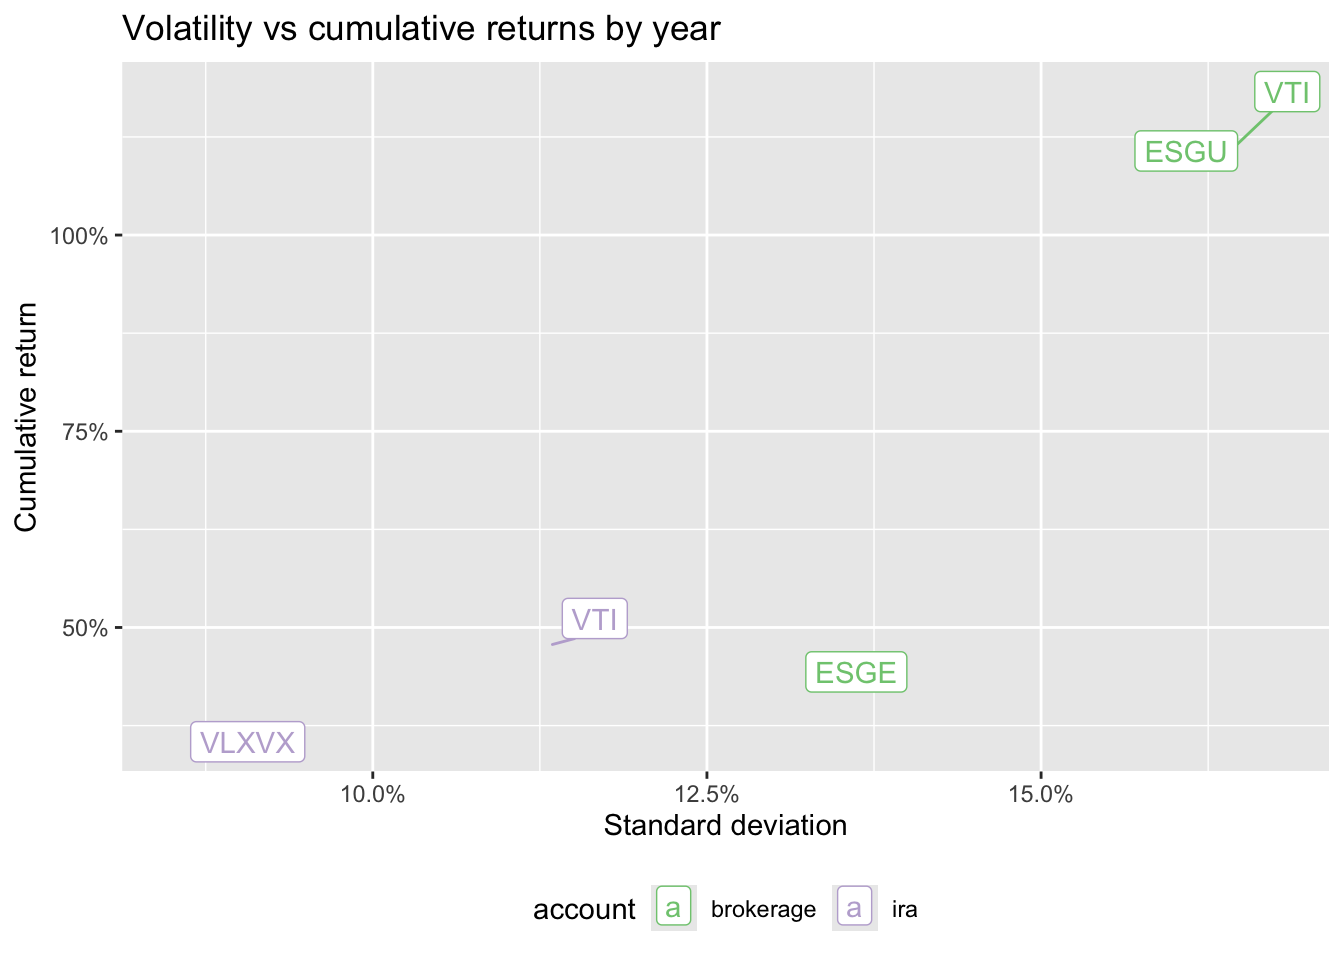 Volatility vs cumulative returns by year
VTI
ESGU
100%
Cumulative return
75%
VTI
50%
ESGE
VLXVX
10.0% 12.5% 15.0%
Standard deviation
account a brokerage a ira